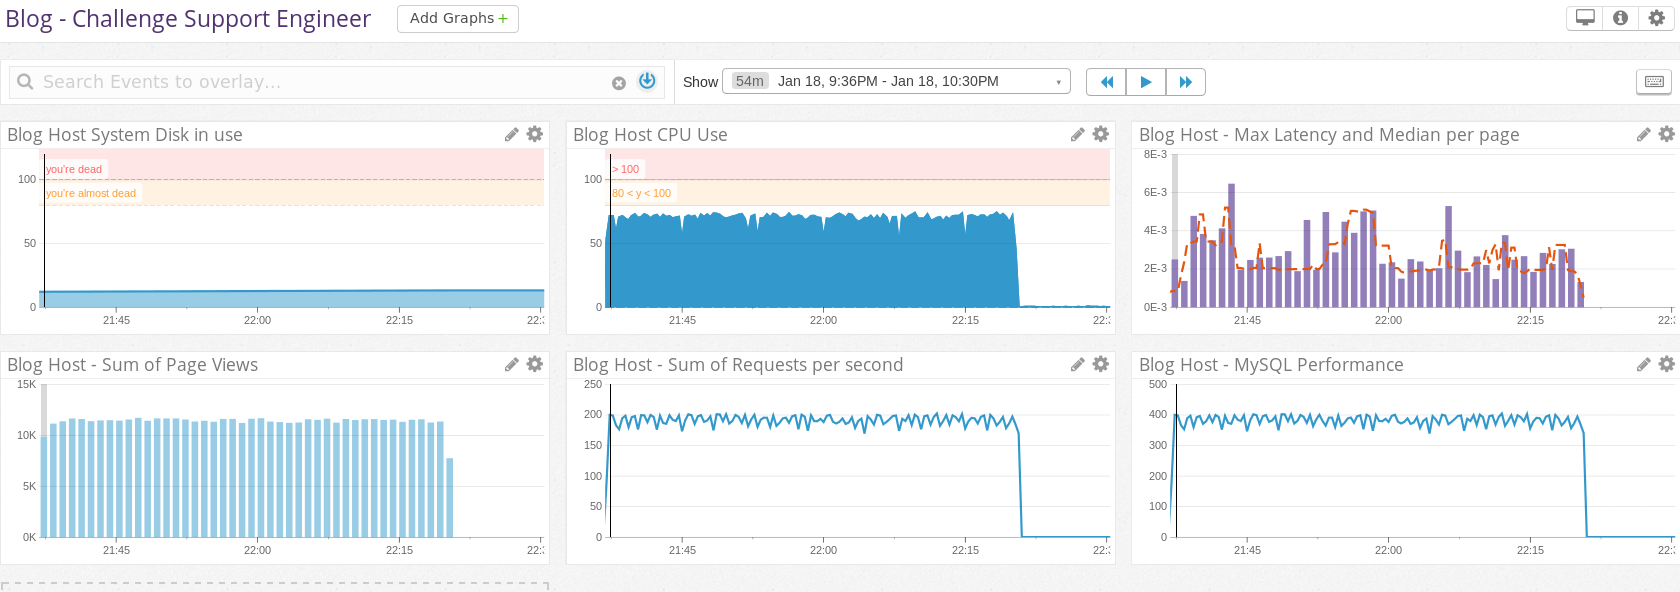 Blog - Challenge Support Engineer
Add Graphs +
Search Events to overlay...
Show
54m Jan 18, 9:36PM - Jan 18, 10:30PM
Blog Host System Disk in use
you're dead
100
you're almost dead
50
0
21:45 22:00 22:15 22:3
Blog Host CPU Use
> 100
100
80 < y < 100
50
0
21:45 22:00 22:15 22:3
Blog Host - Max Latency and Median per page
8E-3
6E-3
4E-3
2E-3
0E-3
21:45 22:00 22:15 22:3
Blog Host - Sum of Page Views
15K
10K
5K
0K
21:45 22:00 22:15 22:3
Blog Host - Sum of Requests per second
250
200
150
100
50
0
21:45 22:00 22:15 22:3
Blog Host - MySQL Performance
500
400
300
200
100
0
21:45 22:00 22:15 22:3